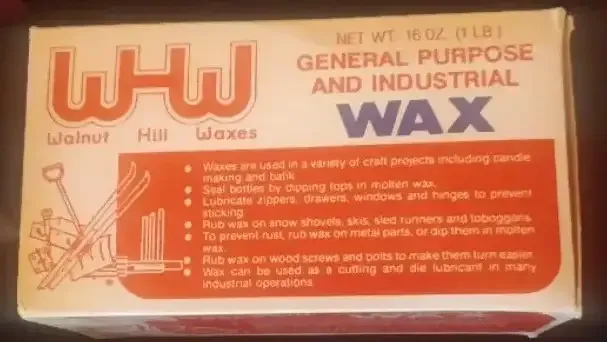 WHW
Walnut Hill Waxes
NET WT. 16 OZ. (1 LB.)
GENERAL PURPOSE
AND INDUSTRIAL
WAX
• Waxes are used in a variety of craft projects including candle
making and batik.
• Seal bottles by dipping tops in molten wax.
• Lubricate zippers, drawers, windows and hinges to prevent
sticking.
• Rub wax on snow shovels, skis, sled runners and toboggans.
• To prevent rust, rub wax on metal parts, or dip them in molten
wax.
• Rub wax on wood screws and bolts to make them turn easier.
• Wax can be used as a cutting and die lubricant in many
industrial operations.